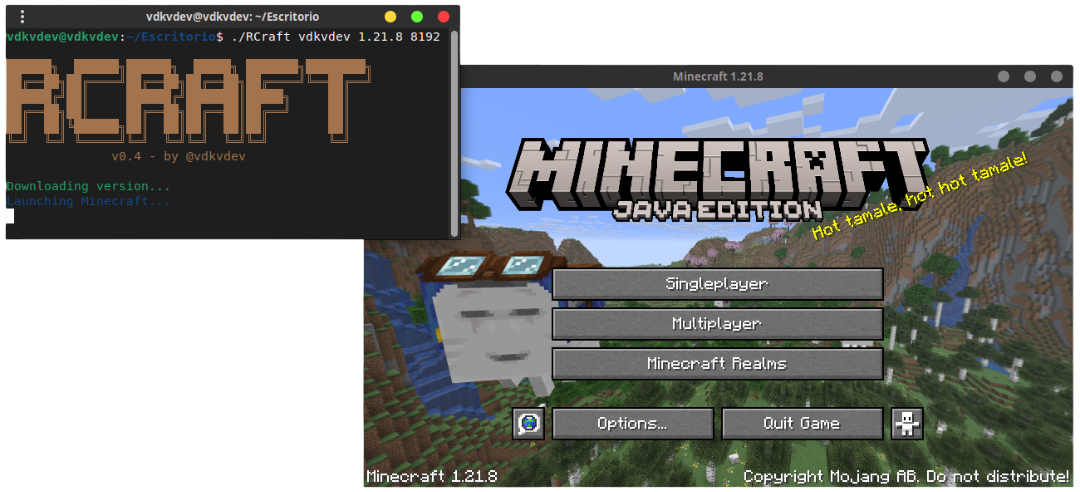 vdkvdev@vdkvdev: ~/Escritorio
vdkvdev@vdkvdev:~/Escritorio$ ./RCraft vdkvdev 1.21.8 8192
RCRAFT
v0.4 - by @vdkvdev
Downloading version...
Launching Minecraft...
Minecraft 1.21.8
MINECRAFT
JAVA EDITION
Hot tamale, hot hot tamale!
Singleplayer
Multiplayer
Minecraft Realms
Options...
Quit Game
Minecraft 1.21.8
Copyright Mojang AB. Do not distribute!